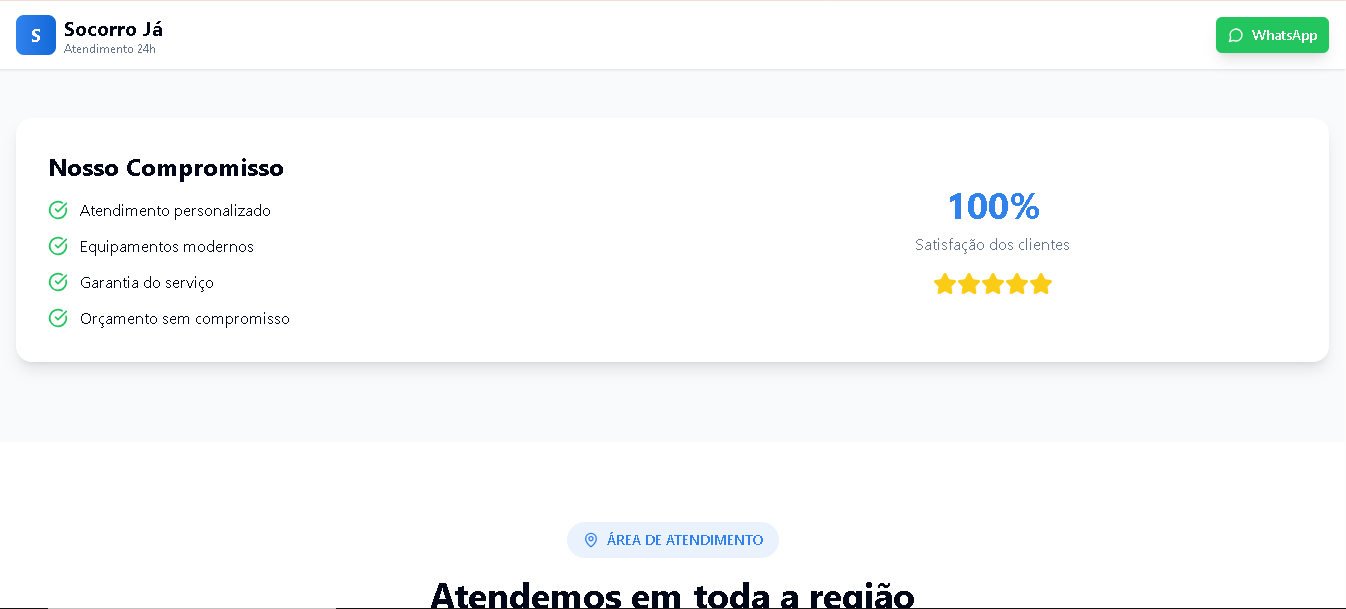 S
Socorro Já
Atendimento 24h
WhatsApp
Nosso Compromisso
Atendimento personalizado
Equipamentos modernos
Garantia do serviço
Orçamento sem compromisso
100%
Satisfação dos clientes
ÁREA DE ATENDIMENTO
Atendemos em toda a região